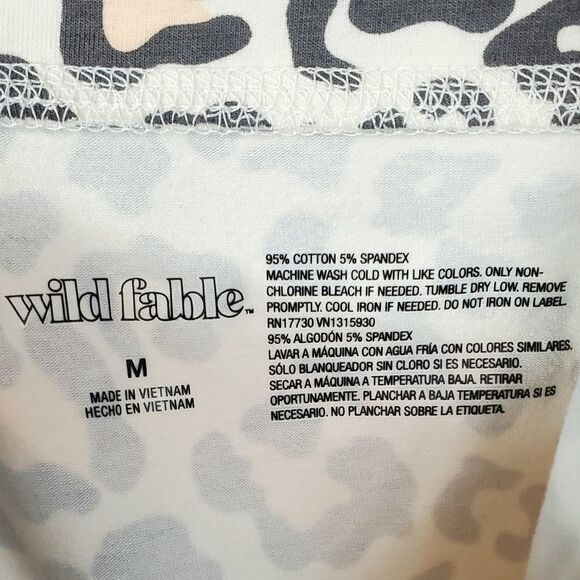 wild fable™
M
MADE IN VIETNAM
HECHO EN VIETNAM
95% COTTON 5% SPANDEX
MACHINE WASH COLD WITH LIKE COLORS. ONLY NON-
CHLORINE BLEACH IF NEEDED. TUMBLE DRY LOW. REMOVE
PROMPTLY. COOL IRON IF NEEDED. DO NOT IRON ON LABEL.
RN17730 VN1315930
95% ALGODÓN 5% SPANDEX
LAVAR A MÁQUINA CON AGUA FRÍA CON COLORES SIMILARES.
SÓLO BLANQUEADOR SIN CLORO SI ES NECESARIO.
SECAR A MÁQUINA A TEMPERATURA BAJA. RETIRAR
OPORTUNAMENTE. PLANCHAR A BAJA TEMPERATURA SI ES
NECESARIO. NO PLANCHAR SOBRE LA ETIQUETA.